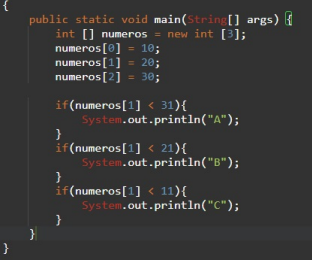 {
    public static void main(String[] args) {
        int [] numeros = new int [3];
        numeros[0] = 10;
        numeros[1] = 20;
        numeros[2] = 30;

        if(numeros[1] < 31){
            System.out.println("A");
        }
        if(numeros[1] < 21){
            System.out.println("B");
        }
        if(numeros[1] < 11){
            System.out.println("C");
        }
    }
}